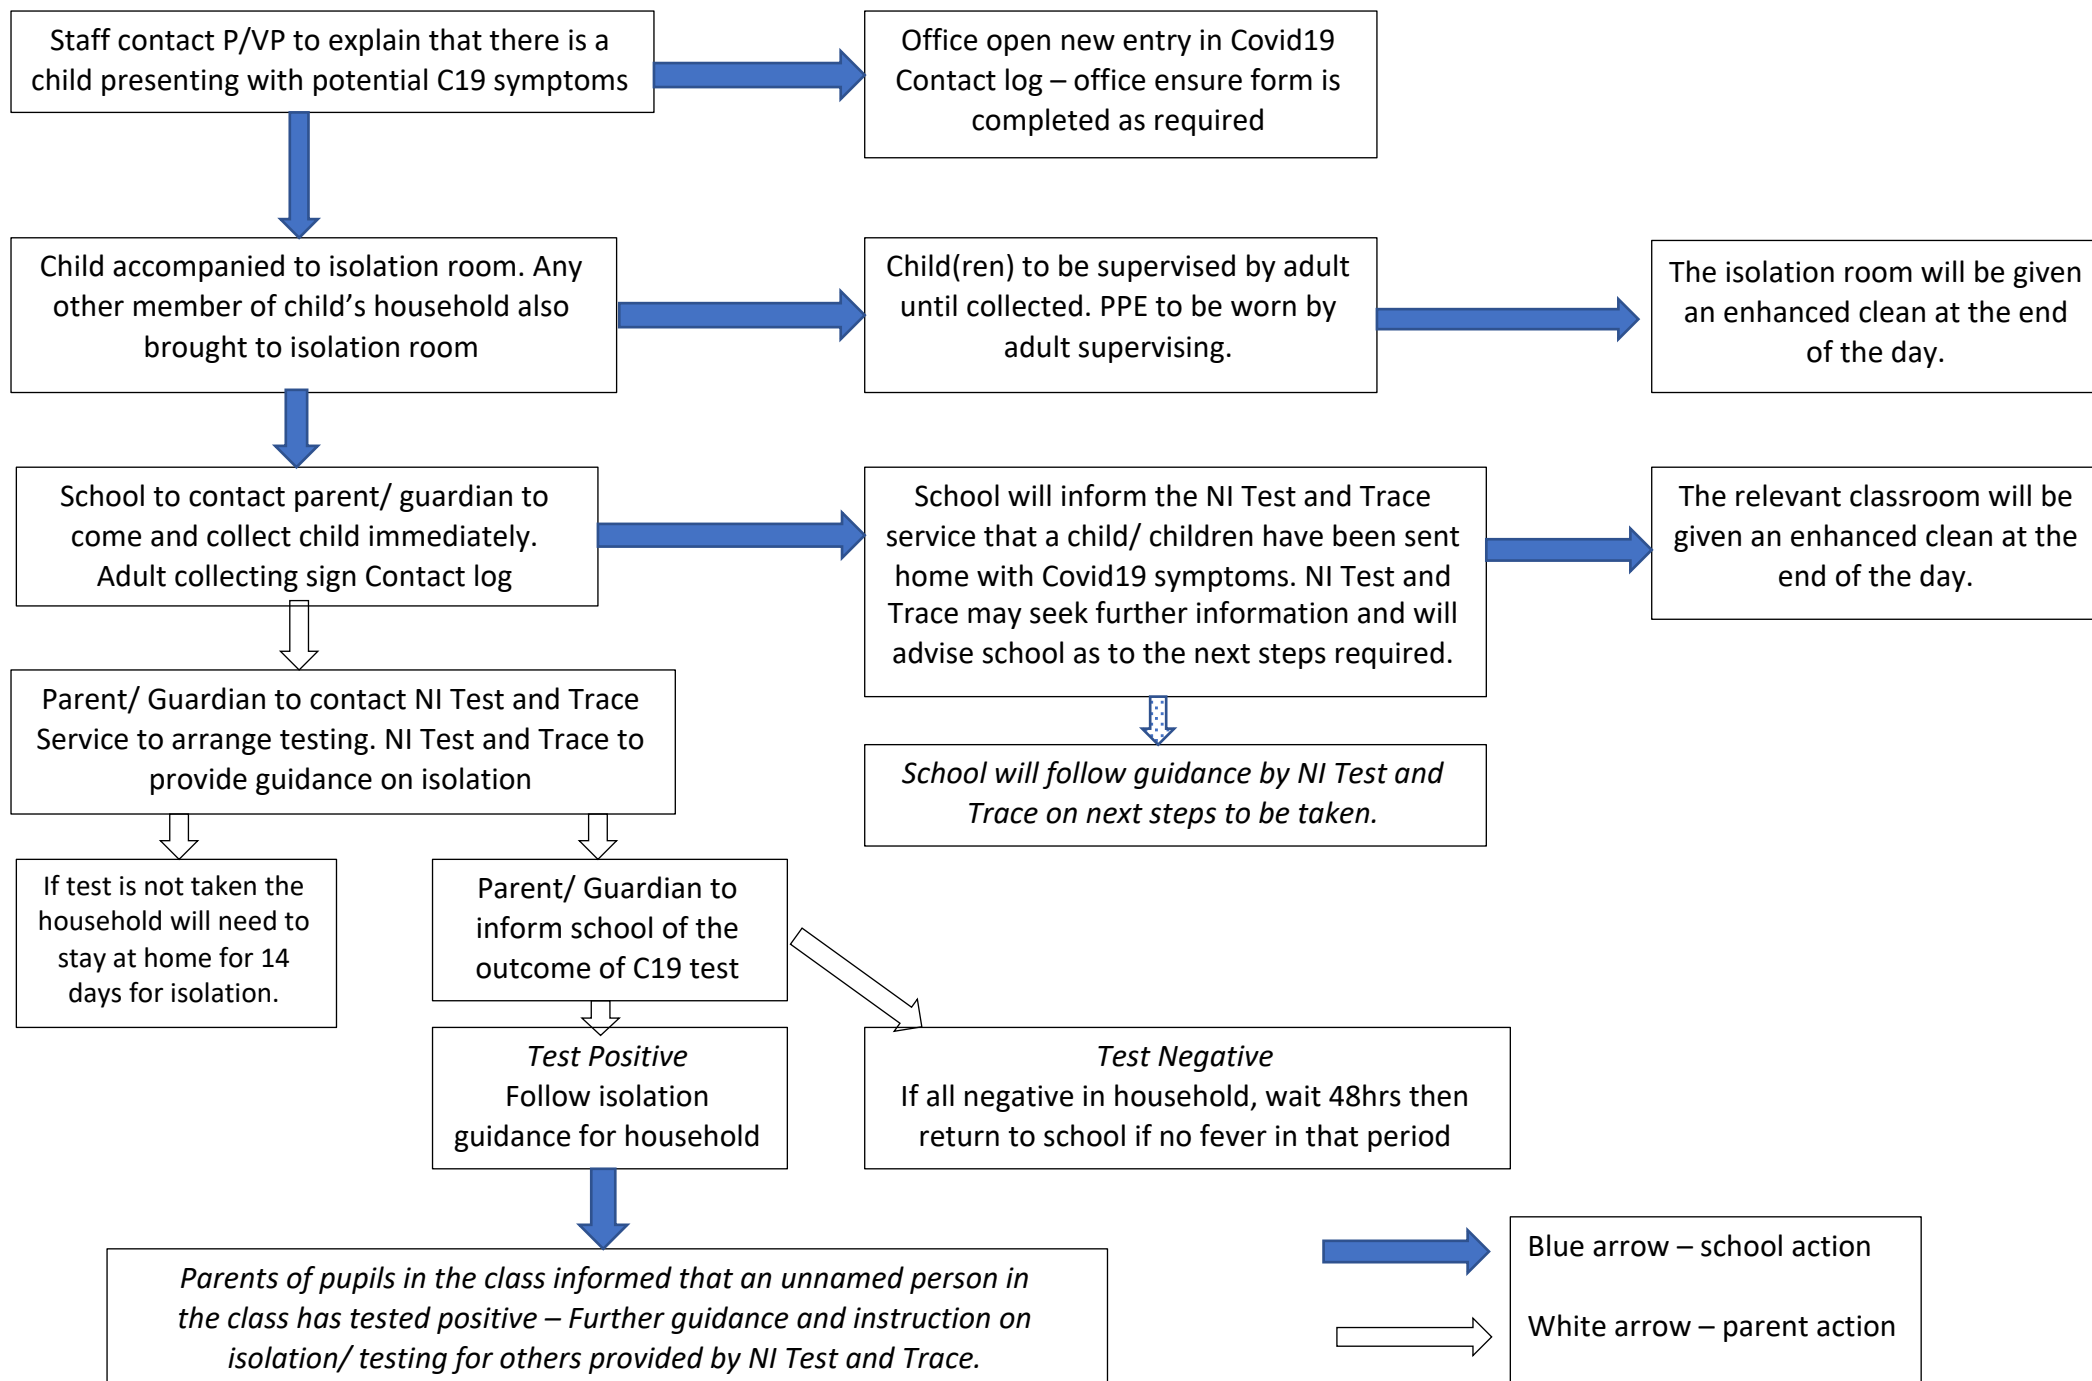 Staff contact P/VP to explain that there is a
child presenting with potential C19 symptoms
Office open new entry in Covid19
Contact log – office ensure form is
completed as required
Child accompanied to isolation room. Any
other member of child’s household also
brought to isolation room
Child(ren) to be supervised by adult
until collected. PPE to be worn by
adult supervising.
The isolation room will be given
an enhanced clean at the end
of the day.
School to contact parent/ guardian to
come and collect child immediately.
Adult collecting sign Contact log
School will inform the NI Test and Trace
service that a child/ children have been sent
home with Covid19 symptoms. NI Test and
Trace may seek further information and will
advise school as to the next steps required.
The relevant classroom will be
given an enhanced clean at the
end of the day.
Parent/ Guardian to contact NI Test and Trace
Service to arrange testing. NI Test and Trace to
provide guidance on isolation
School will follow guidance by NI Test and
Trace on next steps to be taken.
If test is not taken the
household will need to
stay at home for 14
days for isolation.
Parent/ Guardian to
inform school of the
outcome of C19 test
Test Positive
Follow isolation
guidance for household
Test Negative
If all negative in household, wait 48hrs then
return to school if no fever in that period
Parents of pupils in the class informed that an unnamed person in
the class has tested positive – Further guidance and instruction on
isolation/ testing for others provided by NI Test and Trace.
Blue arrow – school action
White arrow – parent action